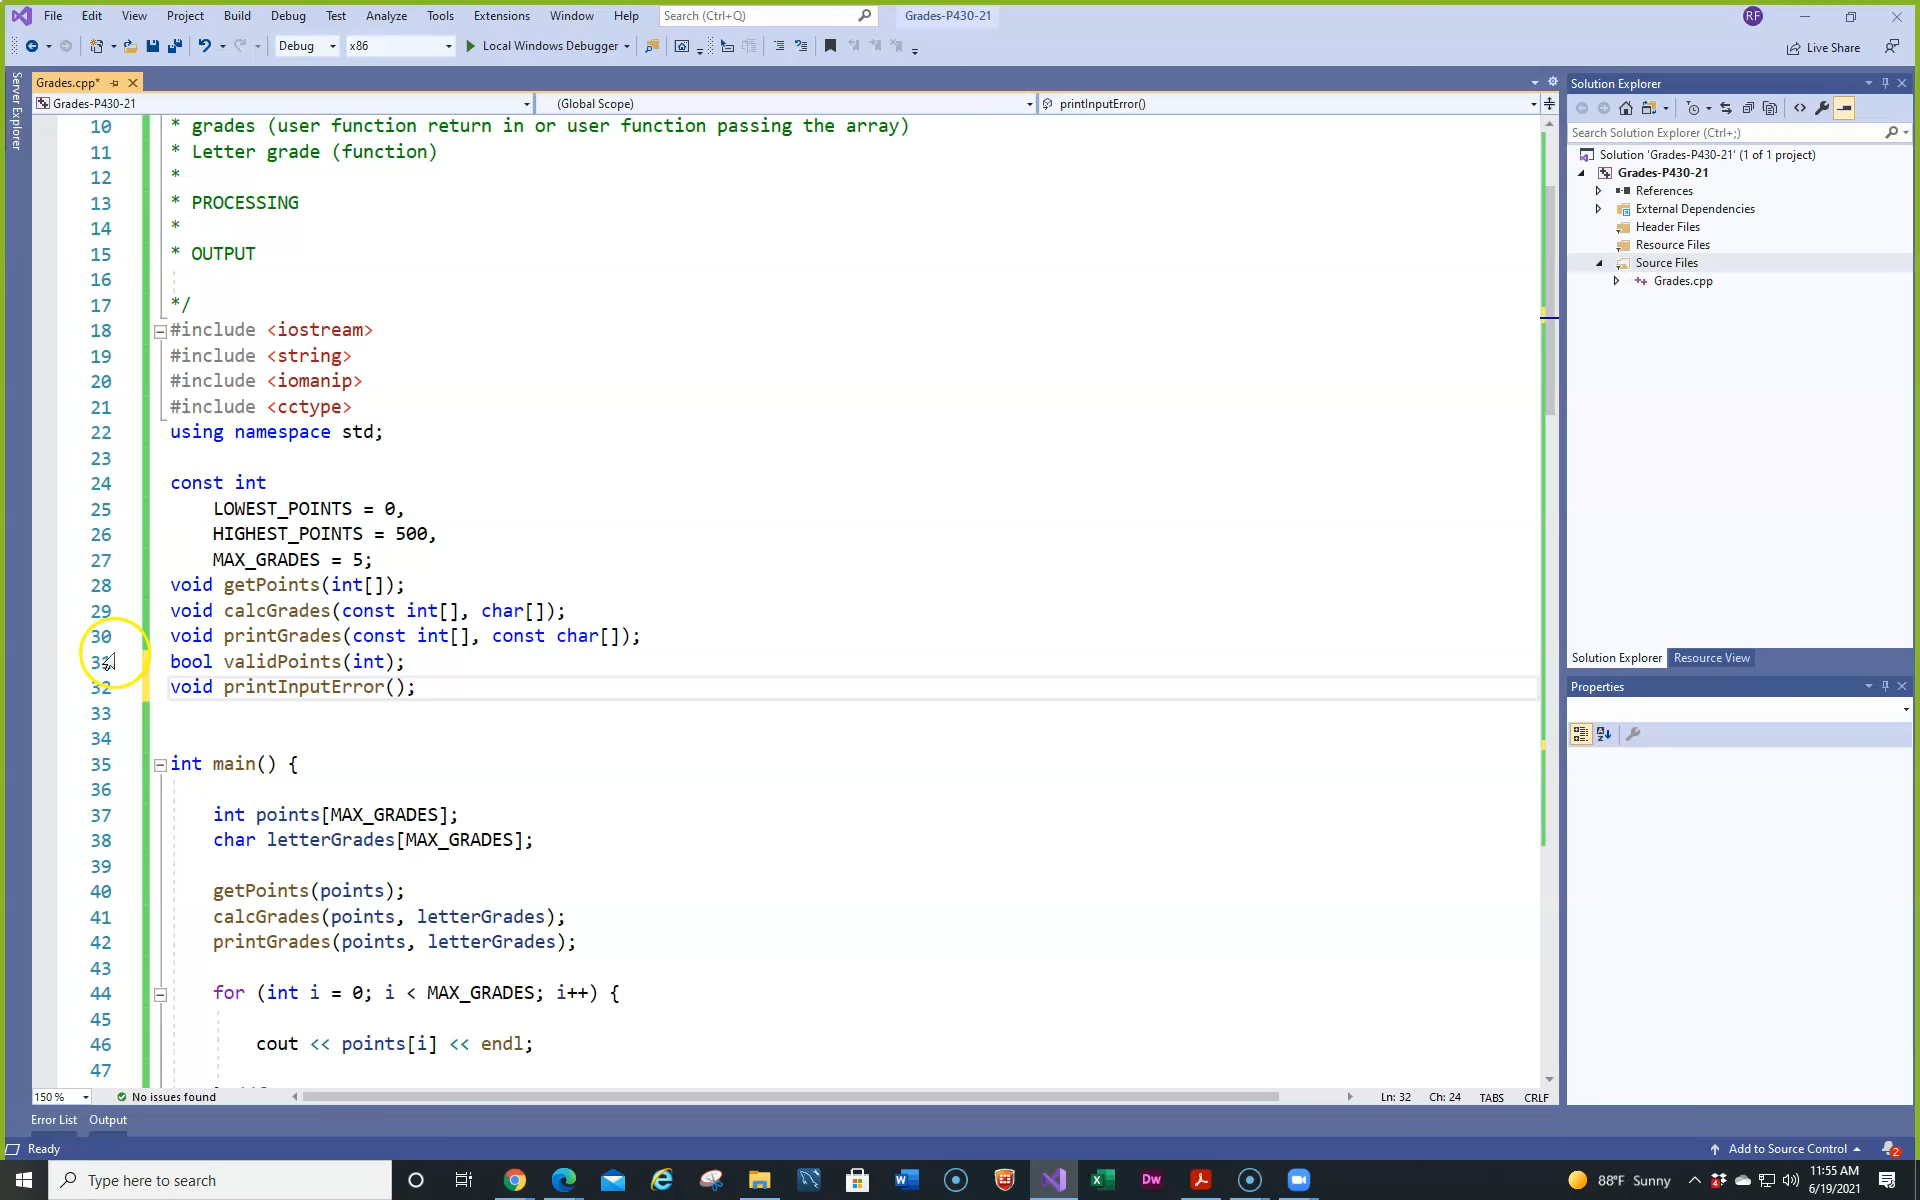 File Edit View Project Build Debug Test Analyze Tools Extensions Window Help Search (Ctrl+Q) Grades-P430-21 RF
Debug x86 Local Windows Debugger Live Share
Server Explorer
Grades.cpp*
Grades-P430-21 (Global Scope) printInputError()
10 * grades (user function return in or user function passing the array)
11 * Letter grade (function)
12 *
13 * PROCESSING
14 *
15 * OUTPUT
16
17 */
18 #include <iostream>
19 #include <string>
20 #include <iomanip>
21 #include <cctype>
22 using namespace std;
23
24 const int
25 LOWEST_POINTS = 0,
26 HIGHEST_POINTS = 500,
27 MAX_GRADES = 5;
28 void getPoints(int[]);
29 void calcGrades(const int[], char[]);
30 void printGrades(const int[], const char[]);
31 bool validPoints(int);
32 void printInputError();
33
34
35 int main() {
36
37 int points[MAX_GRADES];
38 char letterGrades[MAX_GRADES];
39
40 getPoints(points);
41 calcGrades(points, letterGrades);
42 printGrades(points, letterGrades);
43
44 for (int i = 0; i < MAX_GRADES; i++) {
45
46 cout << points[i] << endl;
47
150 % No issues found Ln: 32 Ch: 24 TABS CRLF
Solution Explorer
Search Solution Explorer (Ctrl+;)
Solution 'Grades-P430-21' (1 of 1 project)
Grades-P430-21
References
External Dependencies
Header Files
Resource Files
Source Files
Grades.cpp
Solution Explorer Resource View
Properties
Error List Output
Ready Add to Source Control 2
Type here to search 88°F Sunny 11:55 AM
6/19/2021